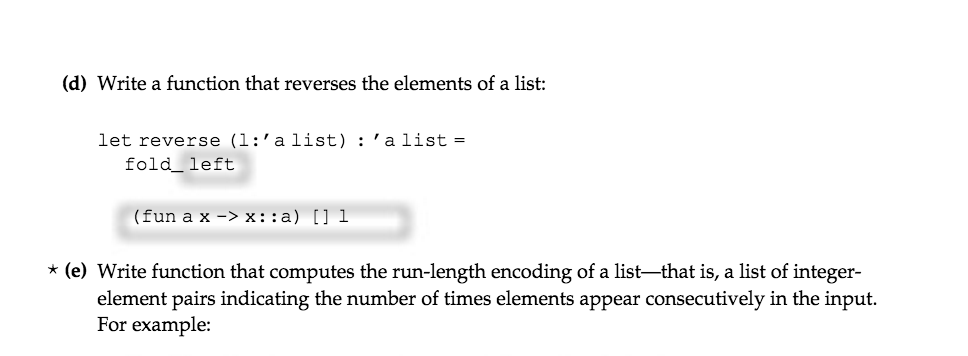 (d) Write a function that reverses the elements of a list:
let reverse (l:'a list) : 'a list =
fold_ left
(fun a x -> x::a) [] l
* (e) Write function that computes the run-length encoding of a list—that is, a list of integer-
element pairs indicating the number of times elements appear consecutively in the input.
For example: